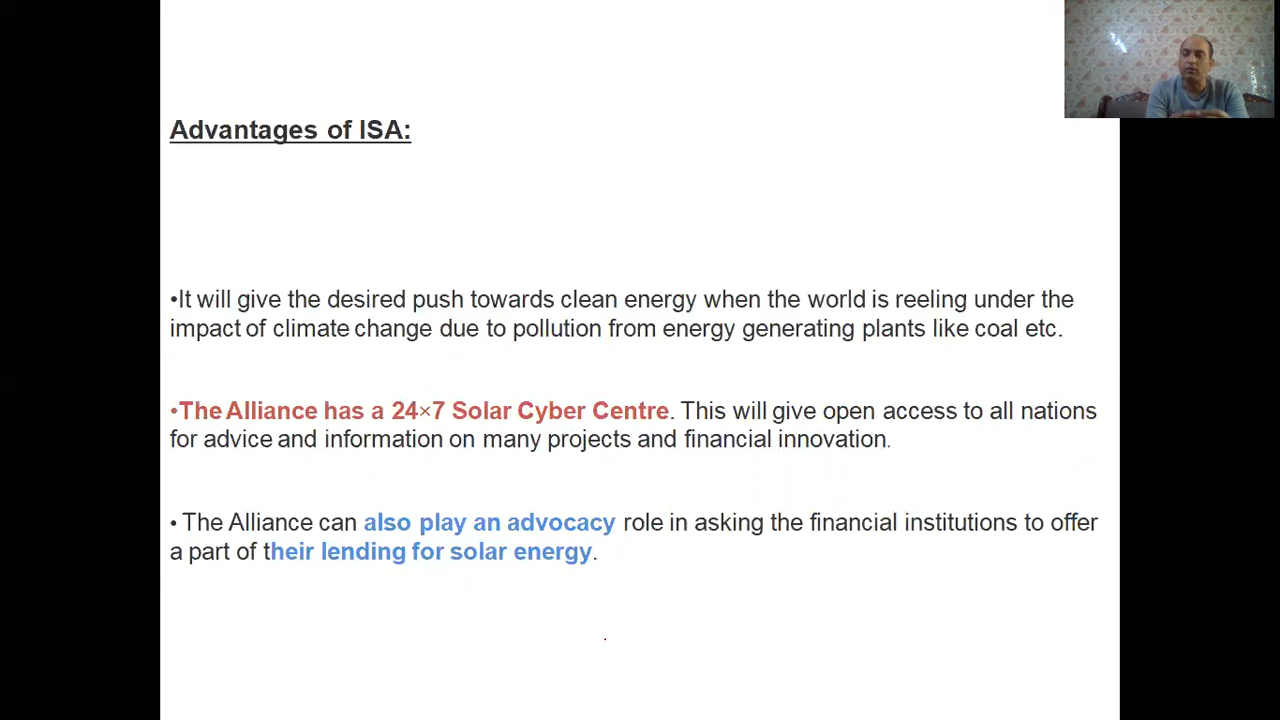 Advantages of ISA:
•It will give the desired push towards clean energy when the world is reeling under the
impact of climate change due to pollution from energy generating plants like coal etc.
•The Alliance has a 24×7 Solar Cyber Centre. This will give open access to all nations
for advice and information on many projects and financial innovation.
• The Alliance can also play an advocacy role in asking the financial institutions to offer
a part of their lending for solar energy.